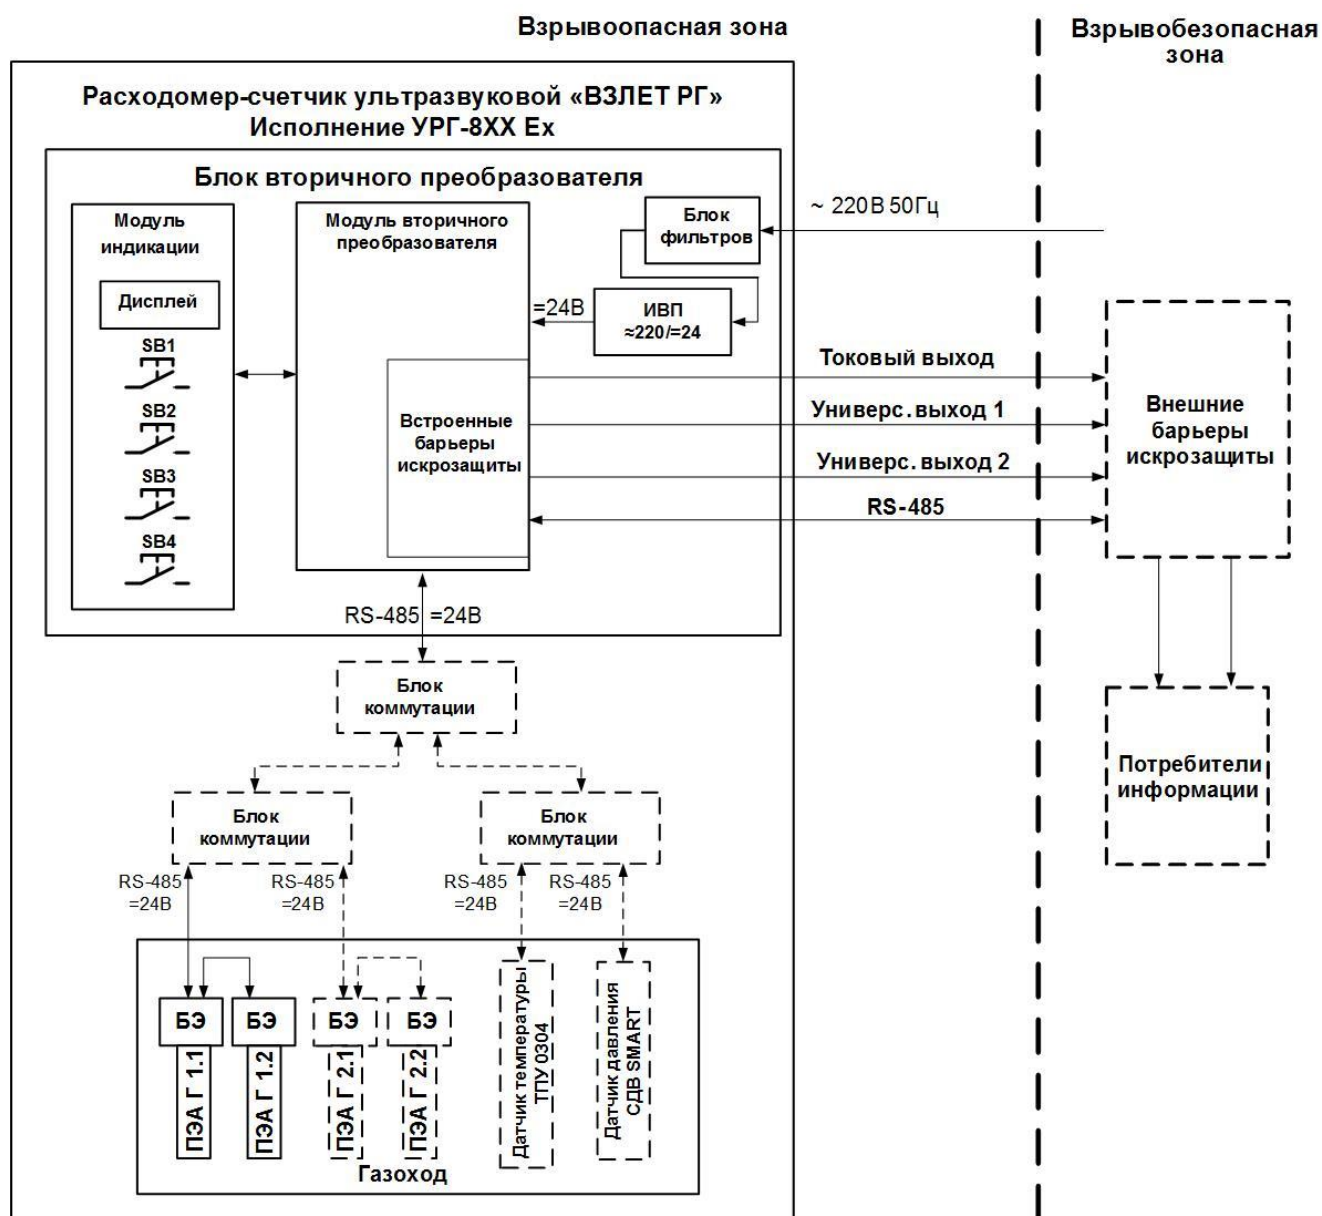 Взрывоопасная зона
Взрывобезопасная
зона
Расходомер-счетчик ультразвуковой «ВЗЛЕТ РГ»
Исполнение УРГ-8ХХ Ex
Блок вторичного преобразователя
Модуль
индикации
Дисплей
SB1
SB2
SB3
SB4
Модуль вторичного
преобразователя
Встроенные
барьеры
искрозащиты
Блок
фильтров
~ 220В 50Гц
=24В
ИВП
≈220/=24
Токовый выход
Универс. выход 1
Универс. выход 2
RS-485
Внешние
барьеры
искрозащиты
Потребители
информации
RS-485 =24В
Блок
коммутации
Блок
коммутации
Блок
коммутации
RS-485
=24В
RS-485
=24В
RS-485
=24В
RS-485
=24В
БЭ
БЭ
БЭ
БЭ
ПЭА Г 1.1
ПЭА Г 1.2
ПЭА Г 2.1
ПЭА Г 2.2
Датчик температуры
ТПУ 0304
Датчик давления
СДВ SMART
Газоход